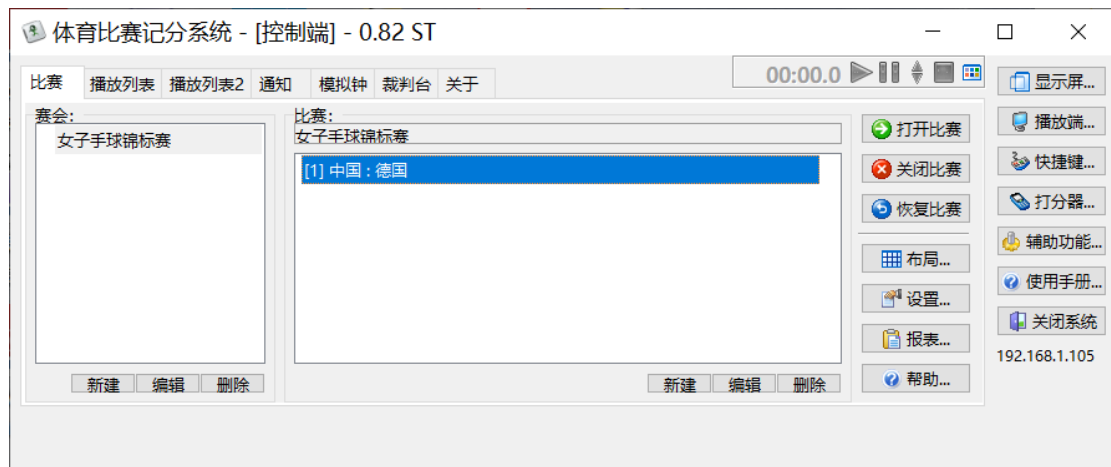 体育比赛记分系统 - [控制端] - 0.82 ST
比赛 播放列表 播放列表2 通知 模拟钟 裁判台 关于
00:00.0
显示屏...
播放端...
快捷键...
打分器...
辅助功能...
使用手册...
关闭系统
192.168.1.105
赛会:
女子手球锦标赛
新建 编辑 删除
比赛:
女子手球锦标赛
[1] 中国 : 德国
新建 编辑 删除
打开比赛
关闭比赛
恢复比赛
布局...
设置...
报表...
帮助...